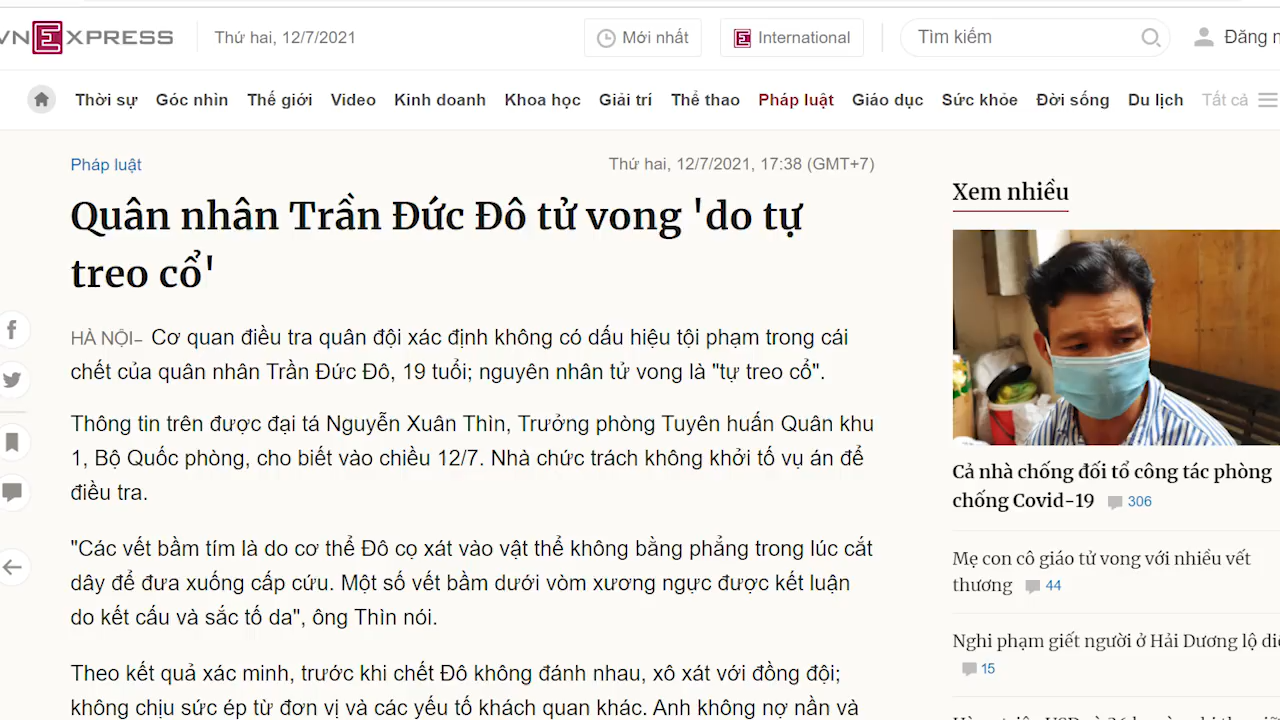 VNEXPRESS
Thứ hai, 12/7/2021
Mới nhất
International
Tìm kiếm
Đăng n
Thời sự Góc nhìn Thế giới Video Kinh doanh Khoa học Giải trí Thể thao Pháp luật Giáo dục Sức khỏe Đời sống Du lịch Tất cả
Pháp luật
Thứ hai, 12/7/2021, 17:38 (GMT+7)
Quân nhân Trần Đức Đô tử vong 'do tự
treo cổ'
HÀ NỘI– Cơ quan điều tra quân đội xác định không có dấu hiệu tội phạm trong cái
chết của quân nhân Trần Đức Đô, 19 tuổi; nguyên nhân tử vong là "tự treo cổ".
Thông tin trên được đại tá Nguyễn Xuân Thìn, Trưởng phòng Tuyên huấn Quân khu
1, Bộ Quốc phòng, cho biết vào chiều 12/7. Nhà chức trách không khởi tố vụ án để
điều tra.
"Các vết bầm tím là do cơ thể Đô cọ xát vào vật thể không bằng phẳng trong lúc cắt
dây để đưa xuống cấp cứu. Một số vết bầm dưới vòm xương ngực được kết luận
do kết cấu và sắc tố da", ông Thìn nói.
Theo kết quả xác minh, trước khi chết Đô không đánh nhau, xô xát với đồng đội;
không chịu sức ép từ đơn vị và các yếu tố khách quan khác. Anh không nợ nần và
Xem nhiều
Cả nhà chống đối tổ công tác phòng
chống Covid-19 306
Mẹ con cô giáo tử vong với nhiều vết
thương 44
Nghi phạm giết người ở Hải Dương lộ di
15